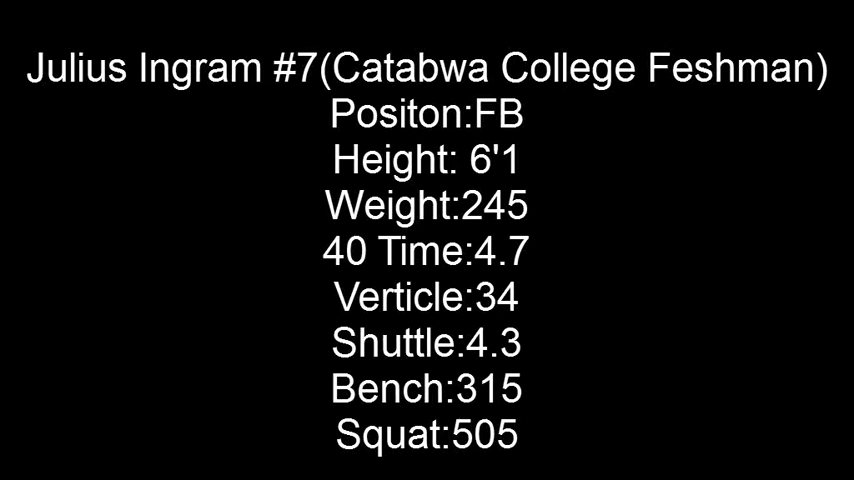 Julius Ingram #7(Catabwa College Feshman)
Positon:FB
Height: 6'1
Weight:245
40 Time:4.7
Verticle:34
Shuttle:4.3
Bench:315
Squat:505